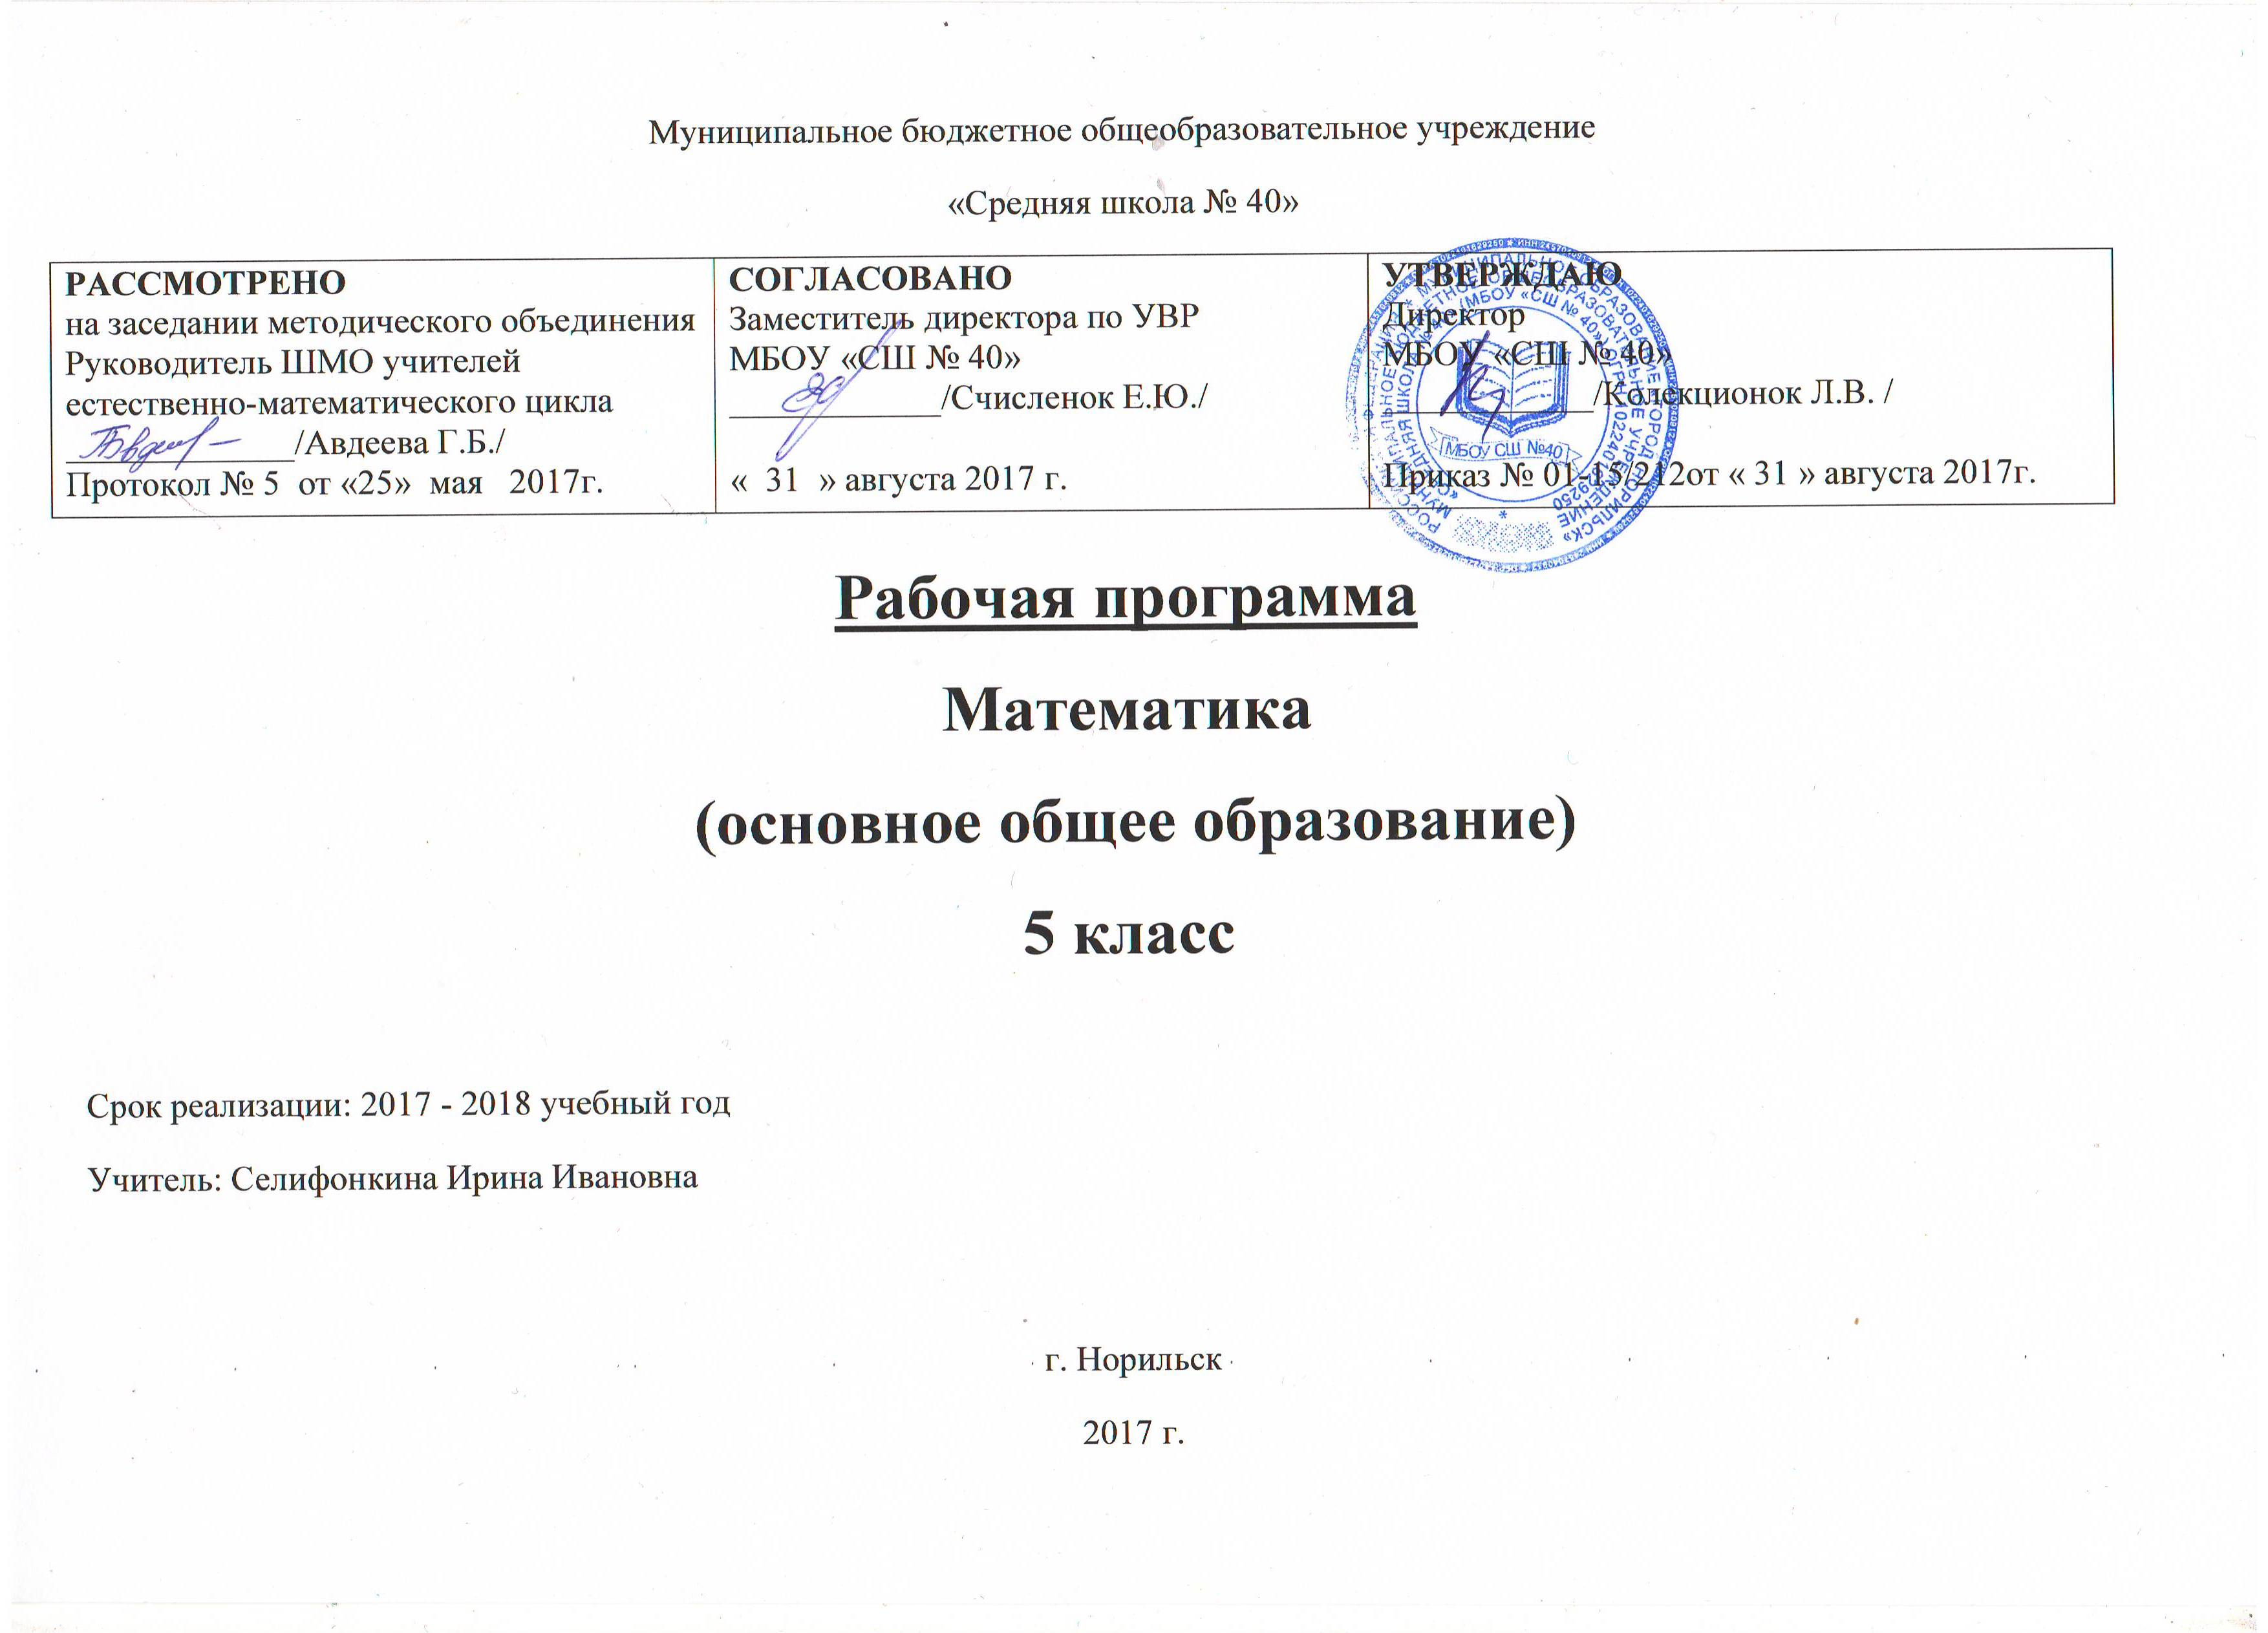 Муниципальное бюджетное общеобразовательное учреждение
«Средняя школа № 40»
РАССМОТРЕНО
на заседании методического объединения
Руководитель ШМО учителей
естественно-математического цикла
/Авдеева Г.Б./
Протокол № 5 от «25» мая 2017г.
СОГЛАСОВАНО
Заместитель директора по УВР
МБОУ «СШ № 40»
/Счисленок Е.Ю./
« 31 » августа 2017 г.
УТВЕРЖДАЮ
Директор
МБОУ «СШ № 40»
/Колекционок Л.В. /
Приказ № 01-15/212от « 31 » августа 2017г.
МБОУ СШ №40
Рабочая программа
Математика
(основное общее образование)
5 класс
Срок реализации: 2017 - 2018 учебный год
Учитель: Селифонкина Ирина Ивановна
г. Норильск
2017 г.